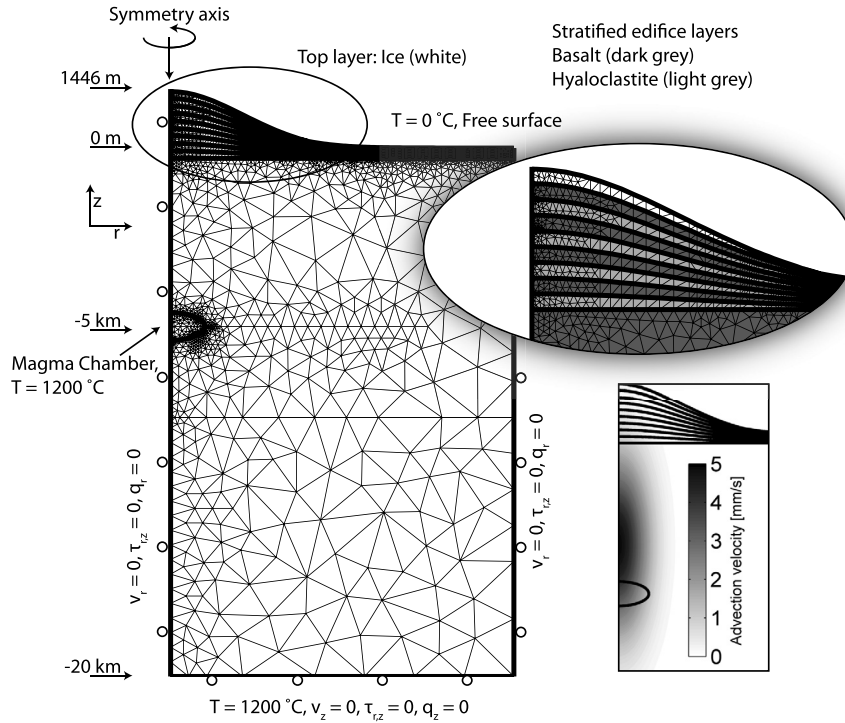 Symmetry axis
Top layer: Ice (white)
Stratified edifice layers
Basalt (dark grey)
Hyaloclastite (light grey)
1446 m
T = 0 ˚C, Free surface
0 m
z
r
-5 km
Magma Chamber,
T = 1200 ˚C
v_r = 0, τ_r,z = 0, q_r = 0
v_r = 0, τ_r,z = 0, q_r = 0
5
4
3
2
1
0
Advection velocity [mm/s]
-20 km
T = 1200 ˚C, v_z = 0, τ_r,z = 0, q_z = 0